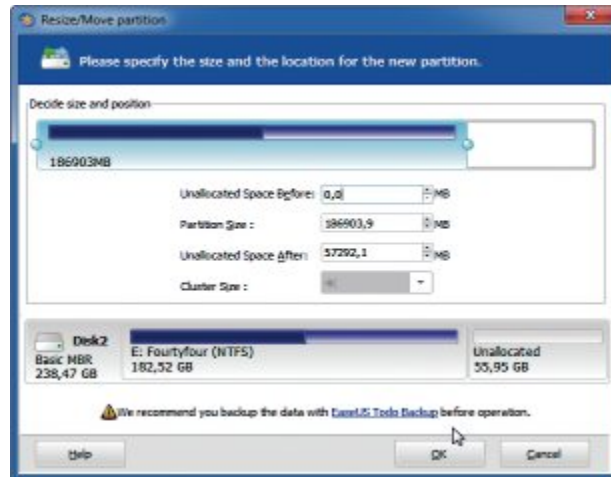 Resize/Move partition
Please specify the size and the location for the new partition.
Decide size and position
186903MB
Unallocated Space Before: 0,0 MB
Partition Size : 186903,9 MB
Unallocated Space After: 57292,1 MB
Cluster Size :
Disk2
Basic MBR
238,47 GB
E: Fourtyfour (NTFS)
182,52 GB
Unallocated
55,95 GB
We recommend you backup the data with EaseUS Todo Backup before operation.
Help OK Cancel